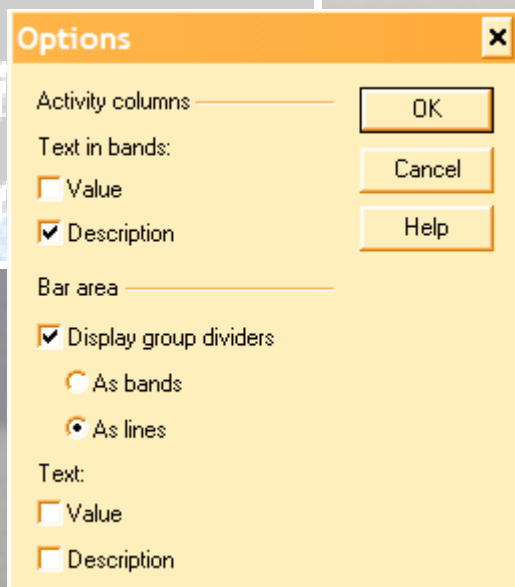 Options
Activity columns
OK
Text in bands:
Cancel
Value
Description
Help
Bar area
Display group dividers
As bands
As lines
Text:
Value
Description